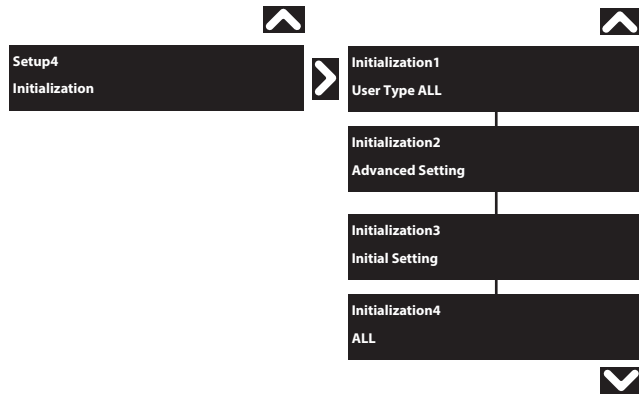 Setup4
Initialization
Initialization1
User Type ALL
Initialization2
Advanced Setting
Initialization3
Initial Setting
Initialization4
ALL